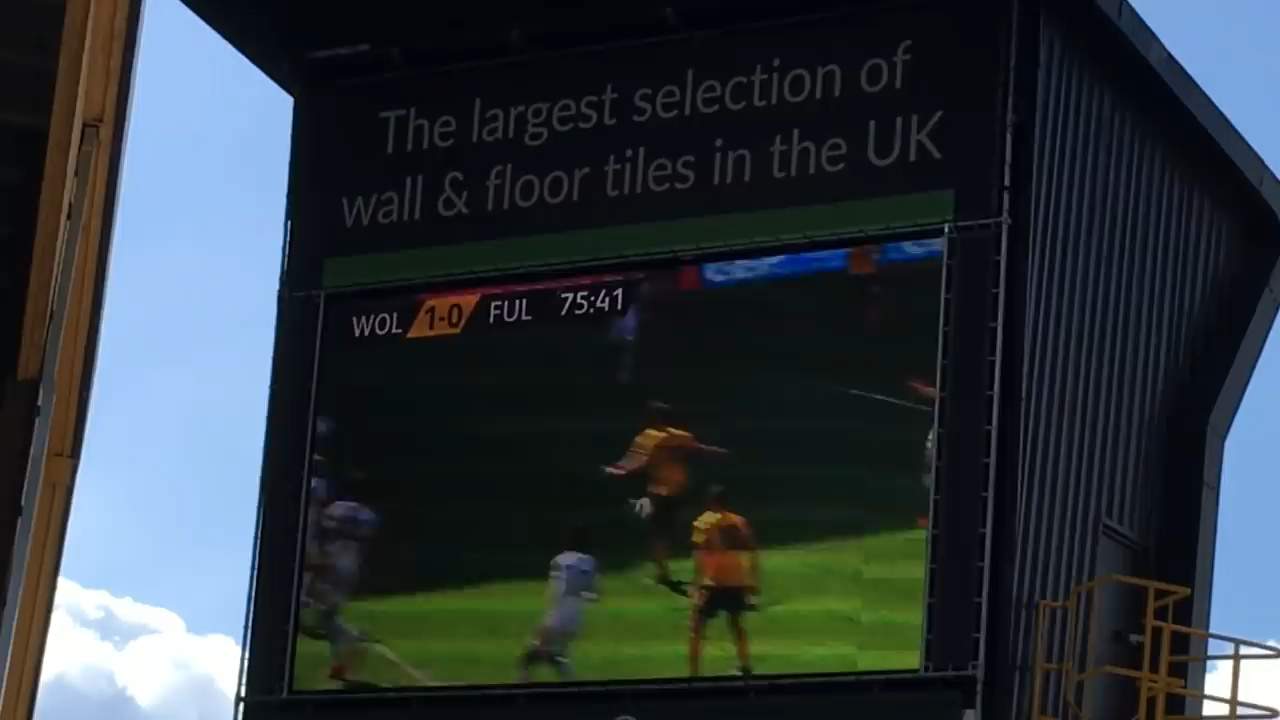 The largest selection of
wall & floor tiles in the UK
WOL 1-0 FUL 75:41